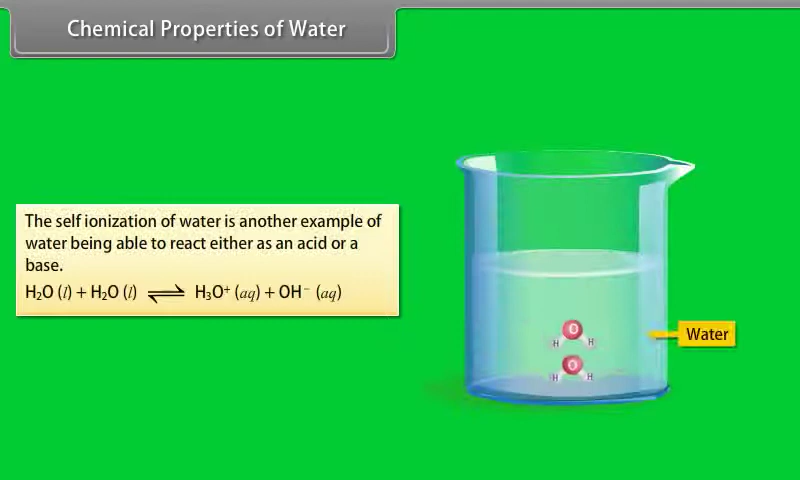 Chemical Properties of Water
The self ionization of water is another example of
water being able to react either as an acid or a
base.
H₂O (l) + H₂O (l) ⇌ H₃O⁺ (aq) + OH⁻ (aq)
O
H H
O
H H
Water